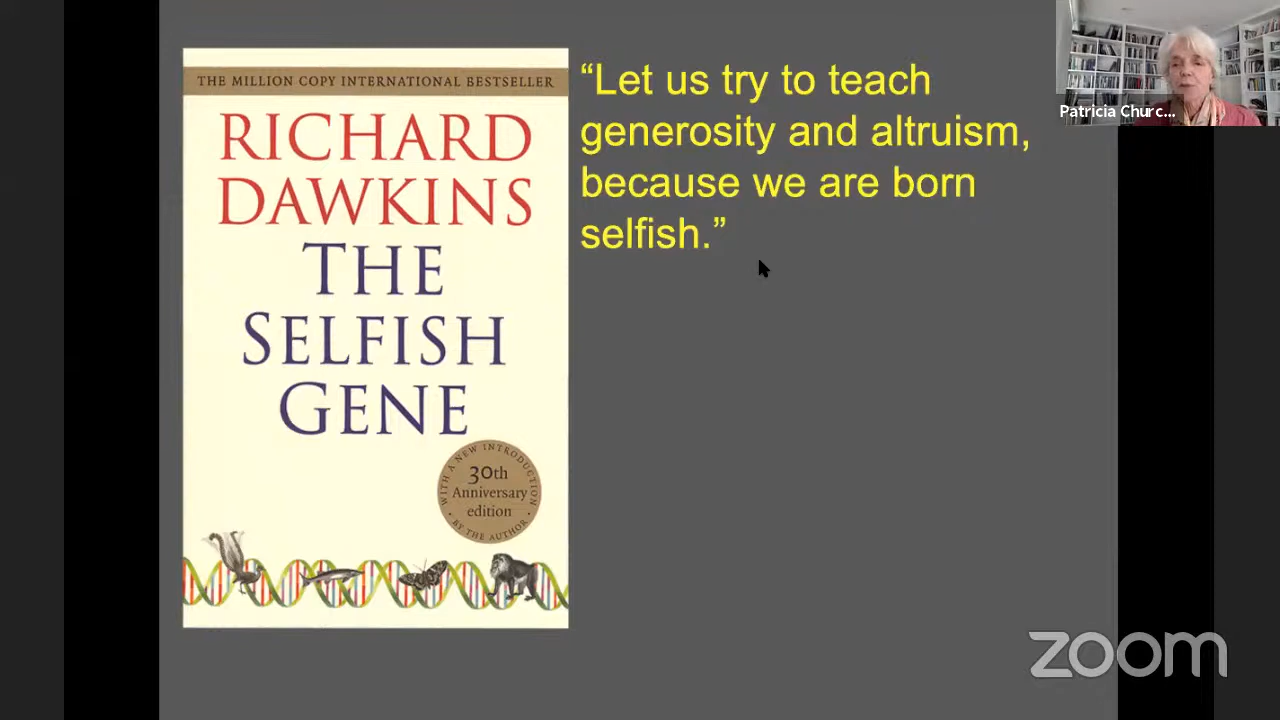 THE MILLION COPY INTERNATIONAL BESTSELLER
RICHARD
DAWKINS
THE
SELFISH
GENE
WITH A NEW INTRODUCTION
30th
Anniversary
edition
• BY THE AUTHOR •
“Let us try to teach
generosity and altruism,
because we are born
selfish.”
Patricia Churc...
zoom